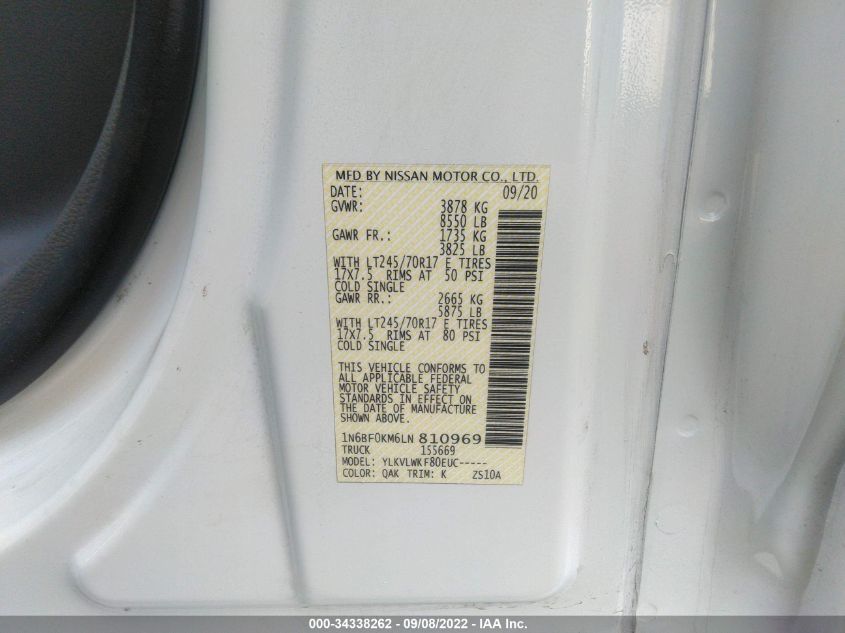 MFD BY NISSAN MOTOR CO., LTD.
DATE: 09/20
GVWR: 3878 KG
8550 LB
GAWR FR.: 1735 KG
3825 LB
WITH LT245/70R17 E TIRES
17X7.5 RIMS AT 50 PSI
COLD SINGLE
GAWR RR.: 2665 KG
5875 LB
WITH LT245/70R17 E TIRES
17X7.5 RIMS AT 80 PSI
COLD SINGLE
THIS VEHICLE CONFORMS TO
ALL APPLICABLE FEDERAL
MOTOR VEHICLE SAFETY
STANDARDS IN EFFECT ON
THE DATE OF MANUFACTURE
SHOWN ABOVE.
1N6BF0KM6LN 810969
TRUCK 1S5669
MODEL: YLKVLWKF80EUC-----
COLOR: QAK TRIM: K ZS10A
000-34338262 - 09/08/2022 - IAA Inc.